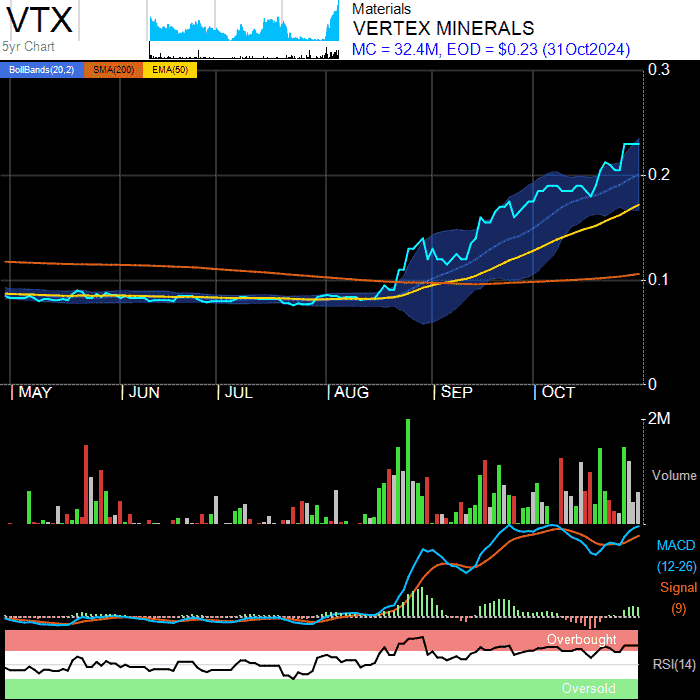 VTX
5yr Chart
Materials
VERTEX MINERALS
MC = 32.4M, EOD = $0.23 (31Oct2024)
BollBands(20,2) SMA(200) EMA(50)
0.3
0.2
0.1
0
MAY JUN JUL AUG SEP OCT
2M
Volume
MACD
(12-26)
Signal
(9)
Overbought
RSI(14)
Oversold